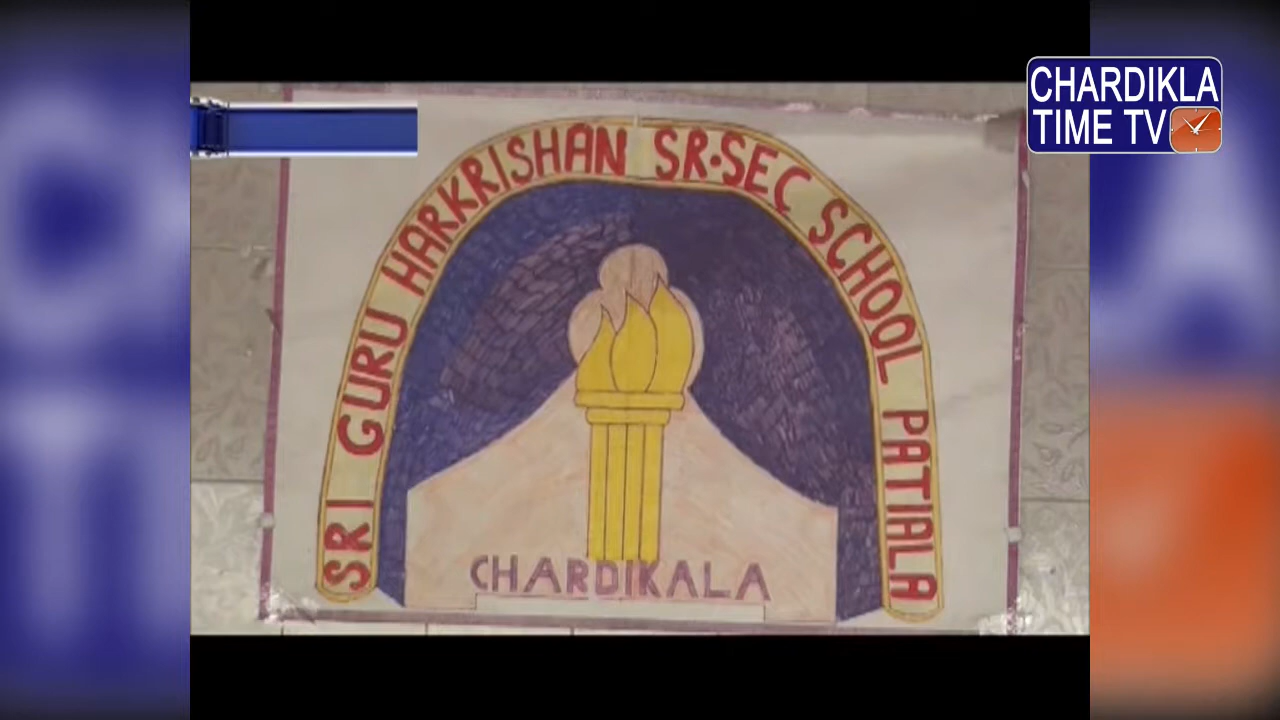 CHARDIKLA
TIME TV
SRI GURU HARKRISHAN SR·SEC SCHOOL PATIALA
CHARDIKALA